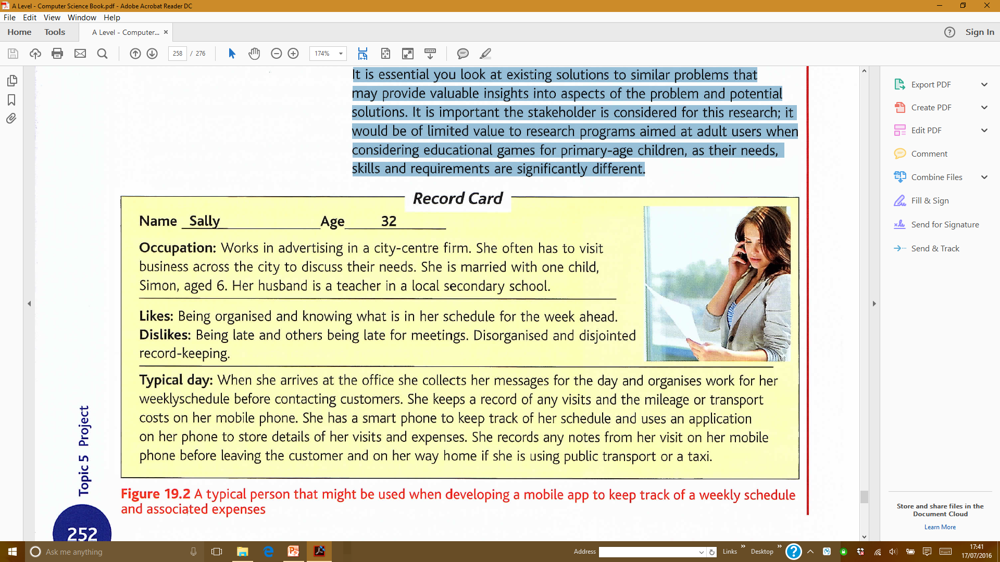 A Level - Computer Science Book.pdf - Adobe Acrobat Reader DC
File Edit View Window Help
Home Tools A Level - Computer... × Sign In
258 / 276 174%
It is essential you look at existing solutions to similar problems that
may provide valuable insights into aspects of the problem and potential
solutions. It is important the stakeholder is considered for this research; it
would be of limited value to research programs aimed at adult users when
considering educational games for primary-age children, as their needs,
skills and requirements are significantly different.
Record Card
Name Sally Age 32
Occupation: Works in advertising in a city-centre firm. She often has to visit
business across the city to discuss their needs. She is married with one child,
Simon, aged 6. Her husband is a teacher in a local secondary school.
Likes: Being organised and knowing what is in her schedule for the week ahead.
Dislikes: Being late and others being late for meetings. Disorganised and disjointed
record-keeping.
Typical day: When she arrives at the office she collects her messages for the day and organises work for her
weeklyschedule before contacting customers. She keeps a record of any visits and the mileage or transport
costs on her mobile phone. She has a smart phone to keep track of her schedule and uses an application
on her phone to store details of her visits and expenses. She records any notes from her visit on her mobile
phone before leaving the customer and on her way home if she is using public transport or a taxi.
Figure 19.2 A typical person that might be used when developing a mobile app to keep track of a weekly schedule
and associated expenses
Topic 5 Project
252
Export PDF
Create PDF
Edit PDF
Comment
Combine Files
Fill & Sign
Send for Signature
Send & Track
Store and share files in the
Document Cloud
Learn More
Ask me anything
Address Links » Desktop »
17:41
17/07/2016